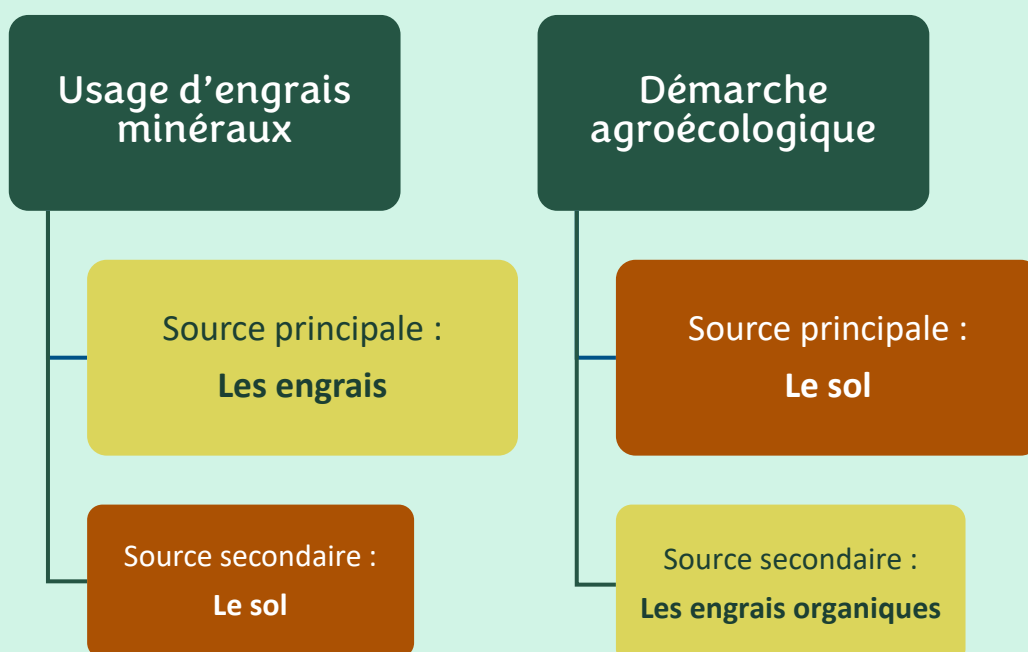 Usage d’engrais
minéraux
Source principale :
Les engrais
Source secondaire :
Le sol
Démarche
agroécologique
Source principale :
Le sol
Source secondaire :
Les engrais organiques